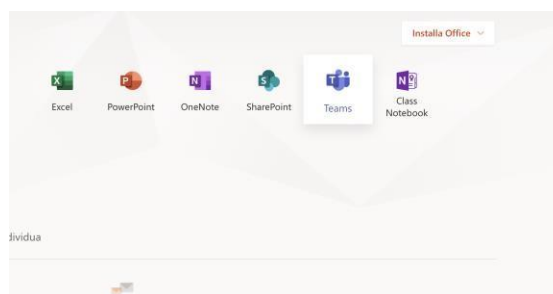 Installa Office
Excel
PowerPoint
OneNote
SharePoint
Teams
Class
Notebook
dividua